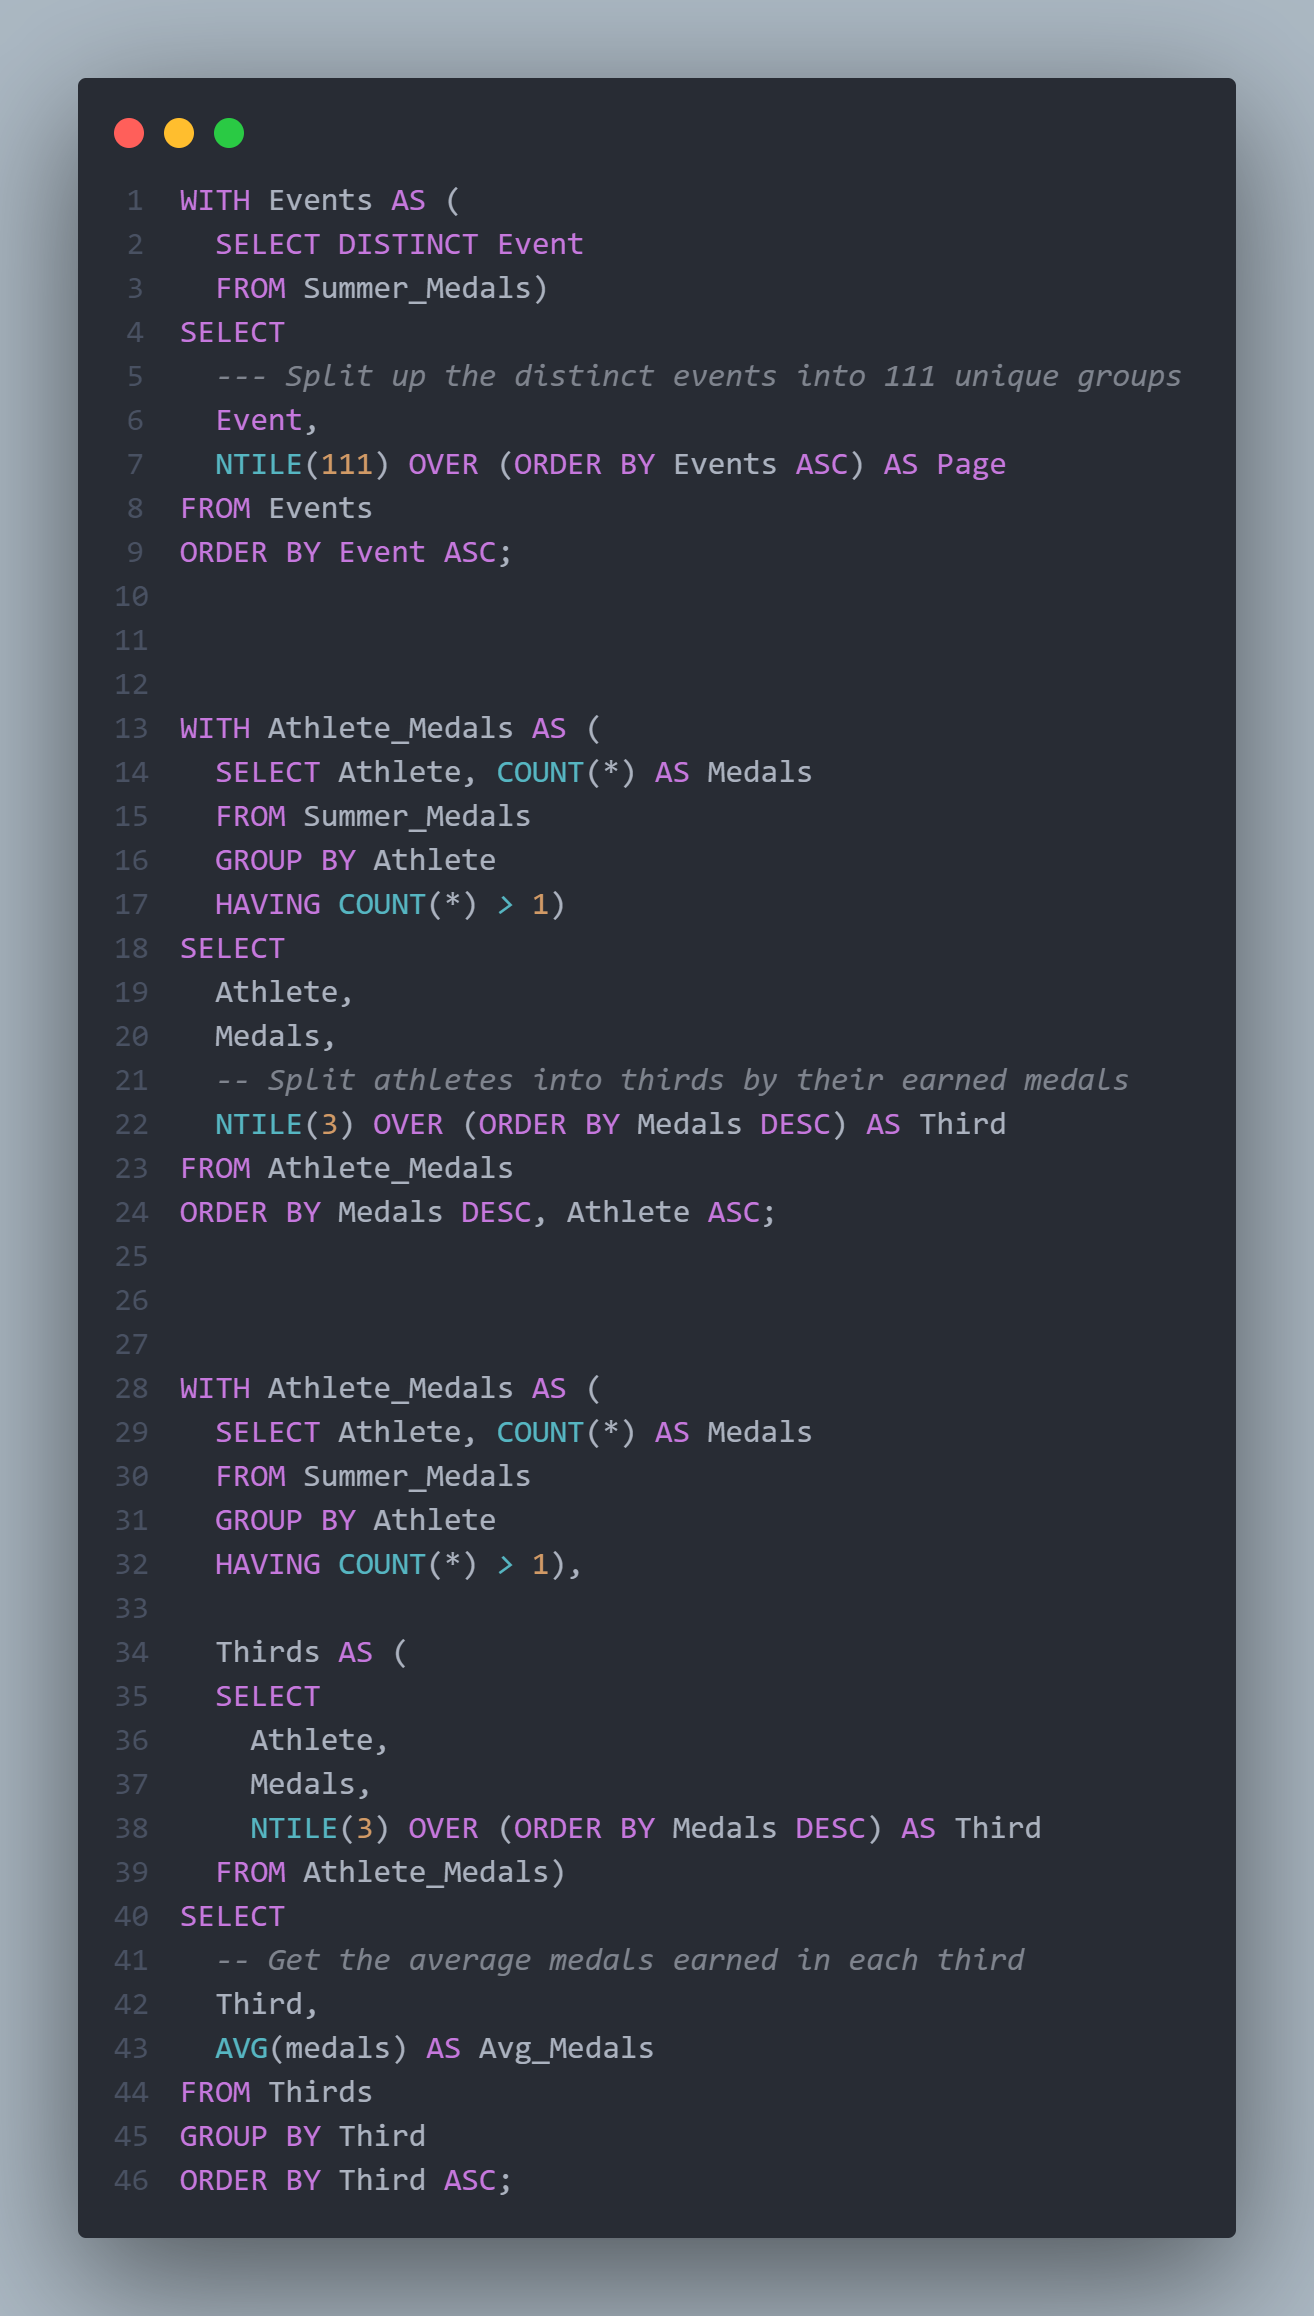 1 WITH Events AS (
2   SELECT DISTINCT Event
3   FROM Summer_Medals)
4 SELECT
5   --- Split up the distinct events into 111 unique groups
6   Event,
7   NTILE(111) OVER (ORDER BY Events ASC) AS Page
8 FROM Events
9 ORDER BY Event ASC;
10
11
12
13 WITH Athlete_Medals AS (
14   SELECT Athlete, COUNT(*) AS Medals
15   FROM Summer_Medals
16   GROUP BY Athlete
17   HAVING COUNT(*) > 1)
18 SELECT
19   Athlete,
20   Medals,
21   -- Split athletes into thirds by their earned medals
22   NTILE(3) OVER (ORDER BY Medals DESC) AS Third
23 FROM Athlete_Medals
24 ORDER BY Medals DESC, Athlete ASC;
25
26
27
28 WITH Athlete_Medals AS (
29   SELECT Athlete, COUNT(*) AS Medals
30   FROM Summer_Medals
31   GROUP BY Athlete
32   HAVING COUNT(*) > 1),
33
34   Thirds AS (
35   SELECT
36     Athlete,
37     Medals,
38     NTILE(3) OVER (ORDER BY Medals DESC) AS Third
39   FROM Athlete_Medals)
40 SELECT
41   -- Get the average medals earned in each third
42   Third,
43   AVG(medals) AS Avg_Medals
44 FROM Thirds
45 GROUP BY Third
46 ORDER BY Third ASC;